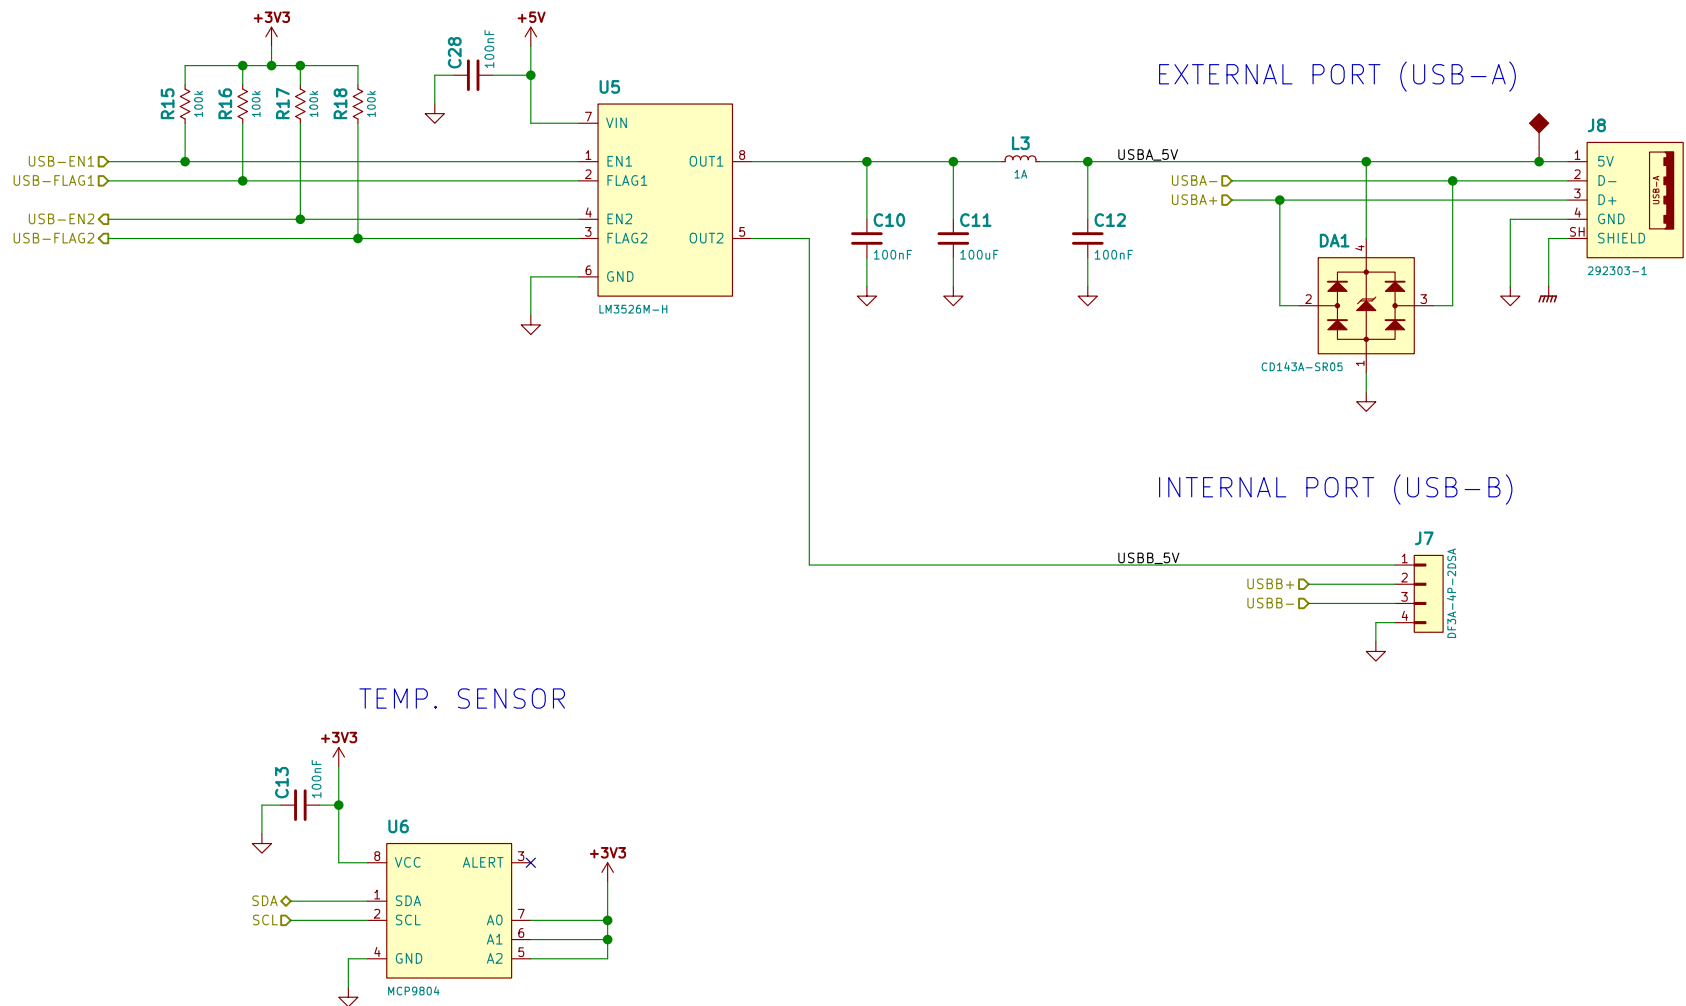 +3V3
+5V
C28
100nF
R15
100k
R16
100k
R17
100k
R18
100k
USB-EN1
USB-FLAG1
USB-EN2
USB-FLAG2
U5
7 VIN
1 EN1
2 FLAG1
4 EN2
3 FLAG2
6 GND
OUT1 8
OUT2 5
LM3526M-H
L3
1A
C10
100nF
C11
100uF
C12
100nF
EXTERNAL PORT (USB-A)
USBA_5V
USBA-
USBA+
J8
1 5V
2 D-
3 D+
4 GND
SH SHIELD
USB-A
292303-1
DA1
4
2
3
1
CD143A-SR05
INTERNAL PORT (USB-B)
USBB_5V
USBB+
USBB-
J7
1
2
3
4
DF3A-4P-2DSA
TEMP. SENSOR
+3V3
C13
100nF
U6
8 VCC
1 SDA
2 SCL
4 GND
ALERT 3
A0 7
A1 6
A2 5
SDA
SCL
+3V3
MCP9804